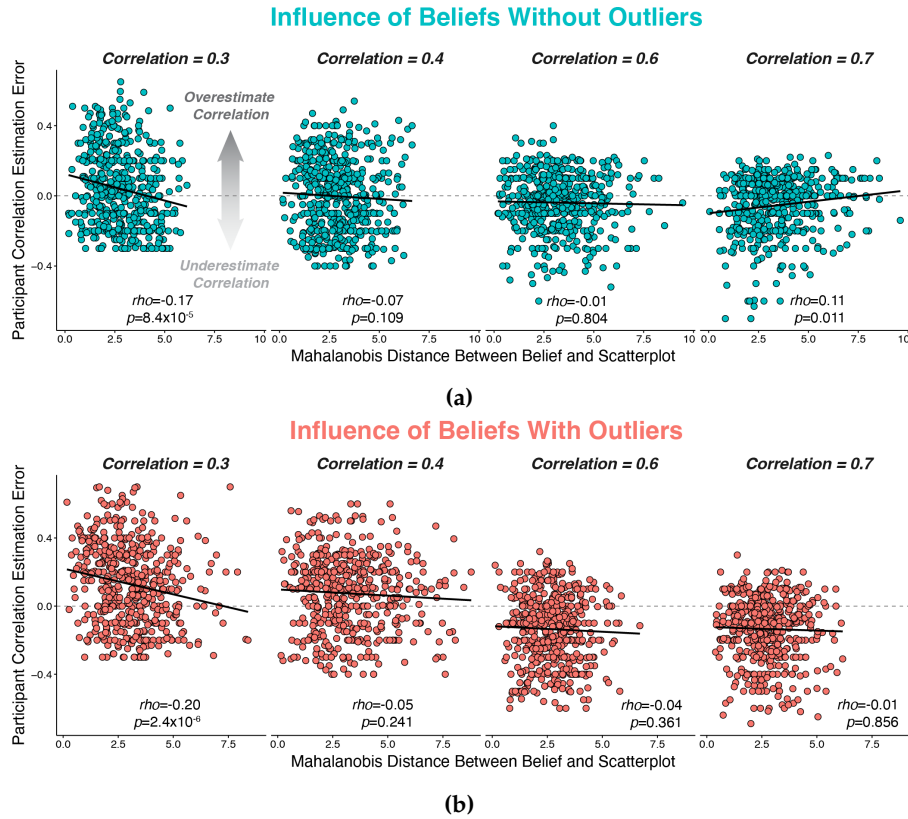 Influence of Beliefs Without Outliers
Correlation = 0.3
Correlation = 0.4
Correlation = 0.6
Correlation = 0.7
Participant Correlation Estimation Error
0.4
0.0
−0.4
Overestimate
Correlation
Underestimate
Correlation
rho=-0.17
p=8.4x10⁻⁵
rho=-0.07
p=0.109
rho=-0.01
p=0.804
rho=0.11
p=0.011
0.0 2.5 5.0 7.5 10 0.0 2.5 5.0 7.5 10 0.0 2.5 5.0 7.5 10 0.0 2.5 5.0 7.5 10
Mahalanobis Distance Between Belief and Scatterplot
(a)
Influence of Beliefs With Outliers
Correlation = 0.3
Correlation = 0.4
Correlation = 0.6
Correlation = 0.7
Participant Correlation Estimation Error
0.4
0.0
−0.4
rho=-0.20
p=2.4x10⁻⁶
rho=-0.05
p=0.241
rho=-0.04
p=0.361
rho=-0.01
p=0.856
0.0 2.5 5.0 7.5 0.0 2.5 5.0 7.5 0.0 2.5 5.0 7.5 0.0 2.5 5.0 7.5
Mahalanobis Distance Between Belief and Scatterplot
(b)